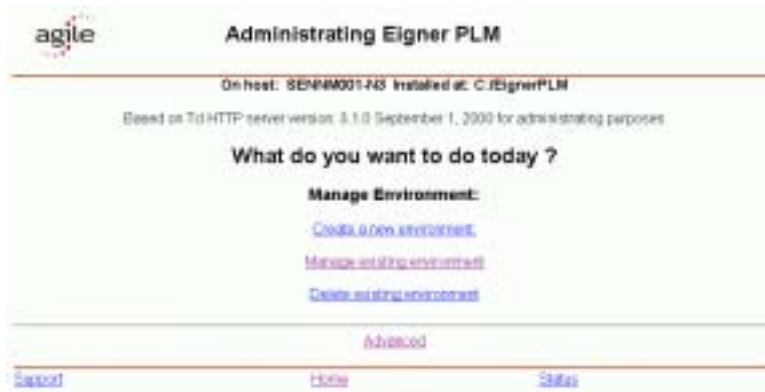 agile
Administrating Eigner PLM
On host: SENNM001-N3 Installed at: C:/EignerPLM
Based on Tcl HTTP server version: 3.1.0 September 1, 2000 for administrating purposes
What do you want to do today ?
Manage Environment:
Create a new environment.
Manage existing environment
Delete existing environment
Advanced
Support Home Status